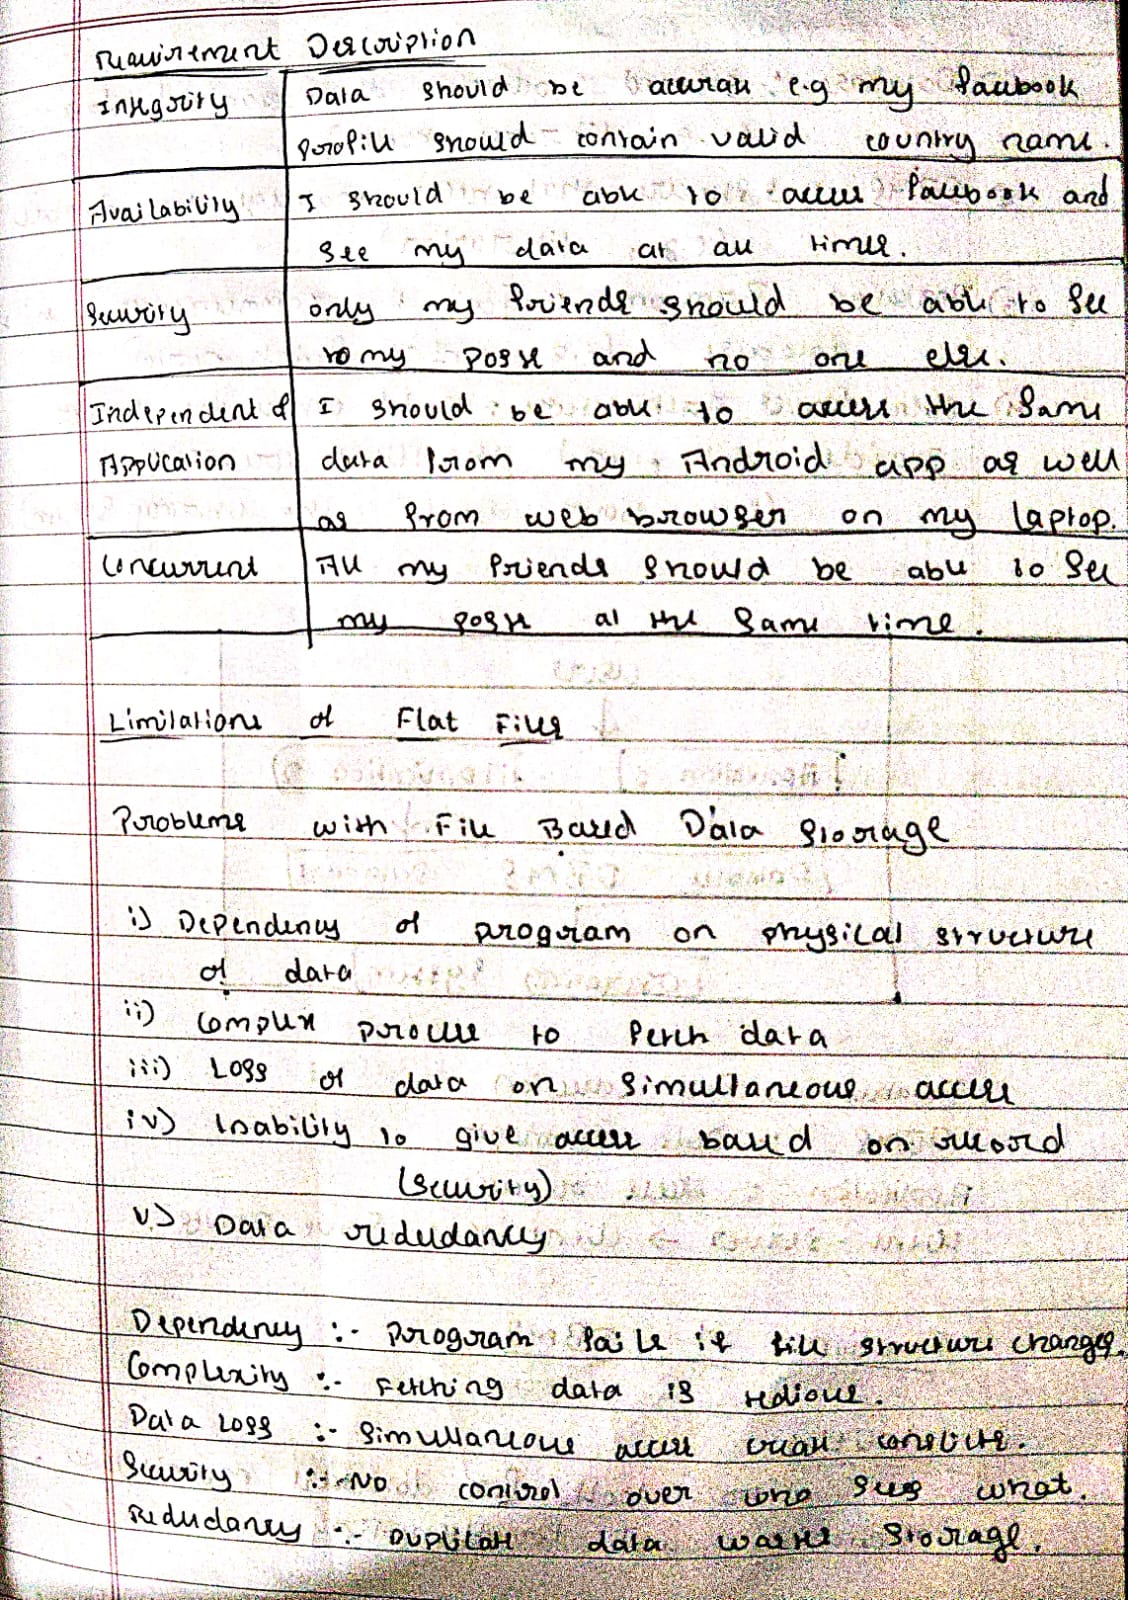 Requirement Description
Integrity Data should be accurate e.g my facebook
profile should contain valid country name.
Availability I should be able to access facebook and
see my data at all times.
Security only my friends should be able to see
to my posts and no one else.
Independent of I should be able to access the same
Application data from my Android app as well
as from web browser on my laptop.
Concurrent All my friends should be able to see
my posts at the same time.
Limitations of Flat Files
Problems with File Based Data Storage
i) Dependency of program on physical structure
of data
ii) Complex process to fetch data
iii) Loss of data on simultaneous access
iv) Inability to give access based on record
(security)
v) Data redudancy
Dependency :- program fails if file structure changes.
Complexity :- Fetching data is tedious.
Data Loss :- Simultaneous access create conflicts.
Security :- No control over who sees what.
Redudancy :- Duplicate data wastes storage.